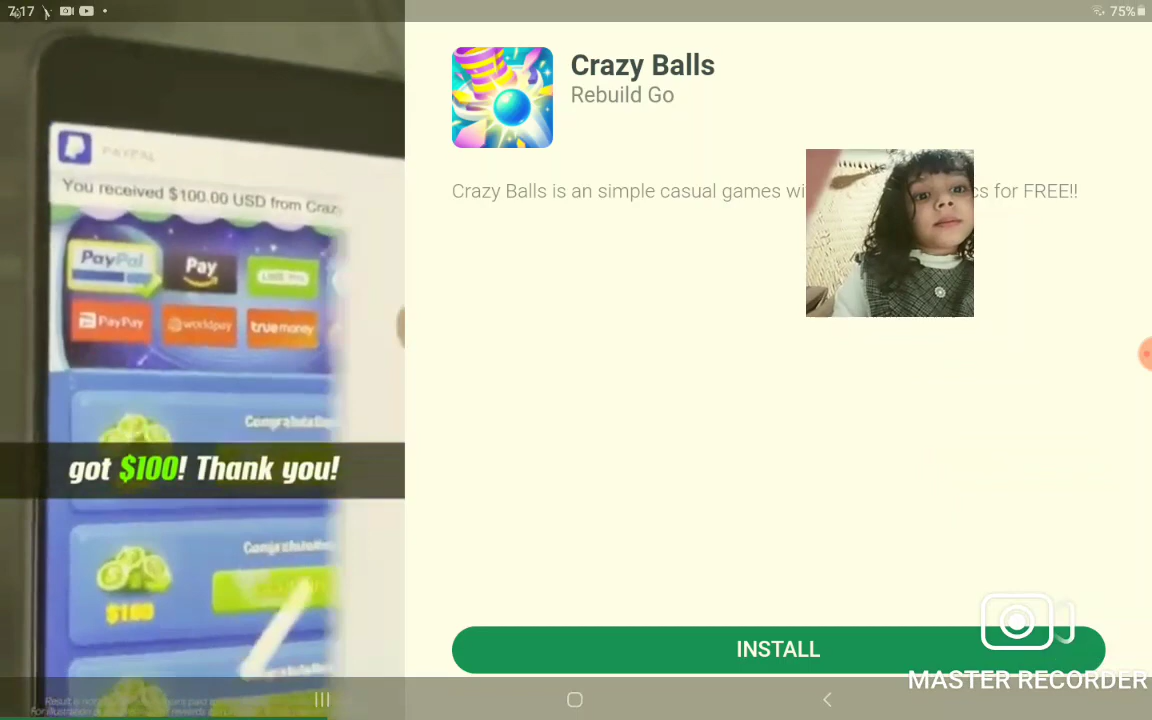 7:17
75%
PAYPAL
You received $100.00 USD from Craz
PayPal
Pay
PayPay
worldpay
true money
got $100! Thank you!
$100
Crazy Balls
Rebuild Go
Crazy Balls is an simple casual games wi
for FREE!!
INSTALL
MASTER RECORDER